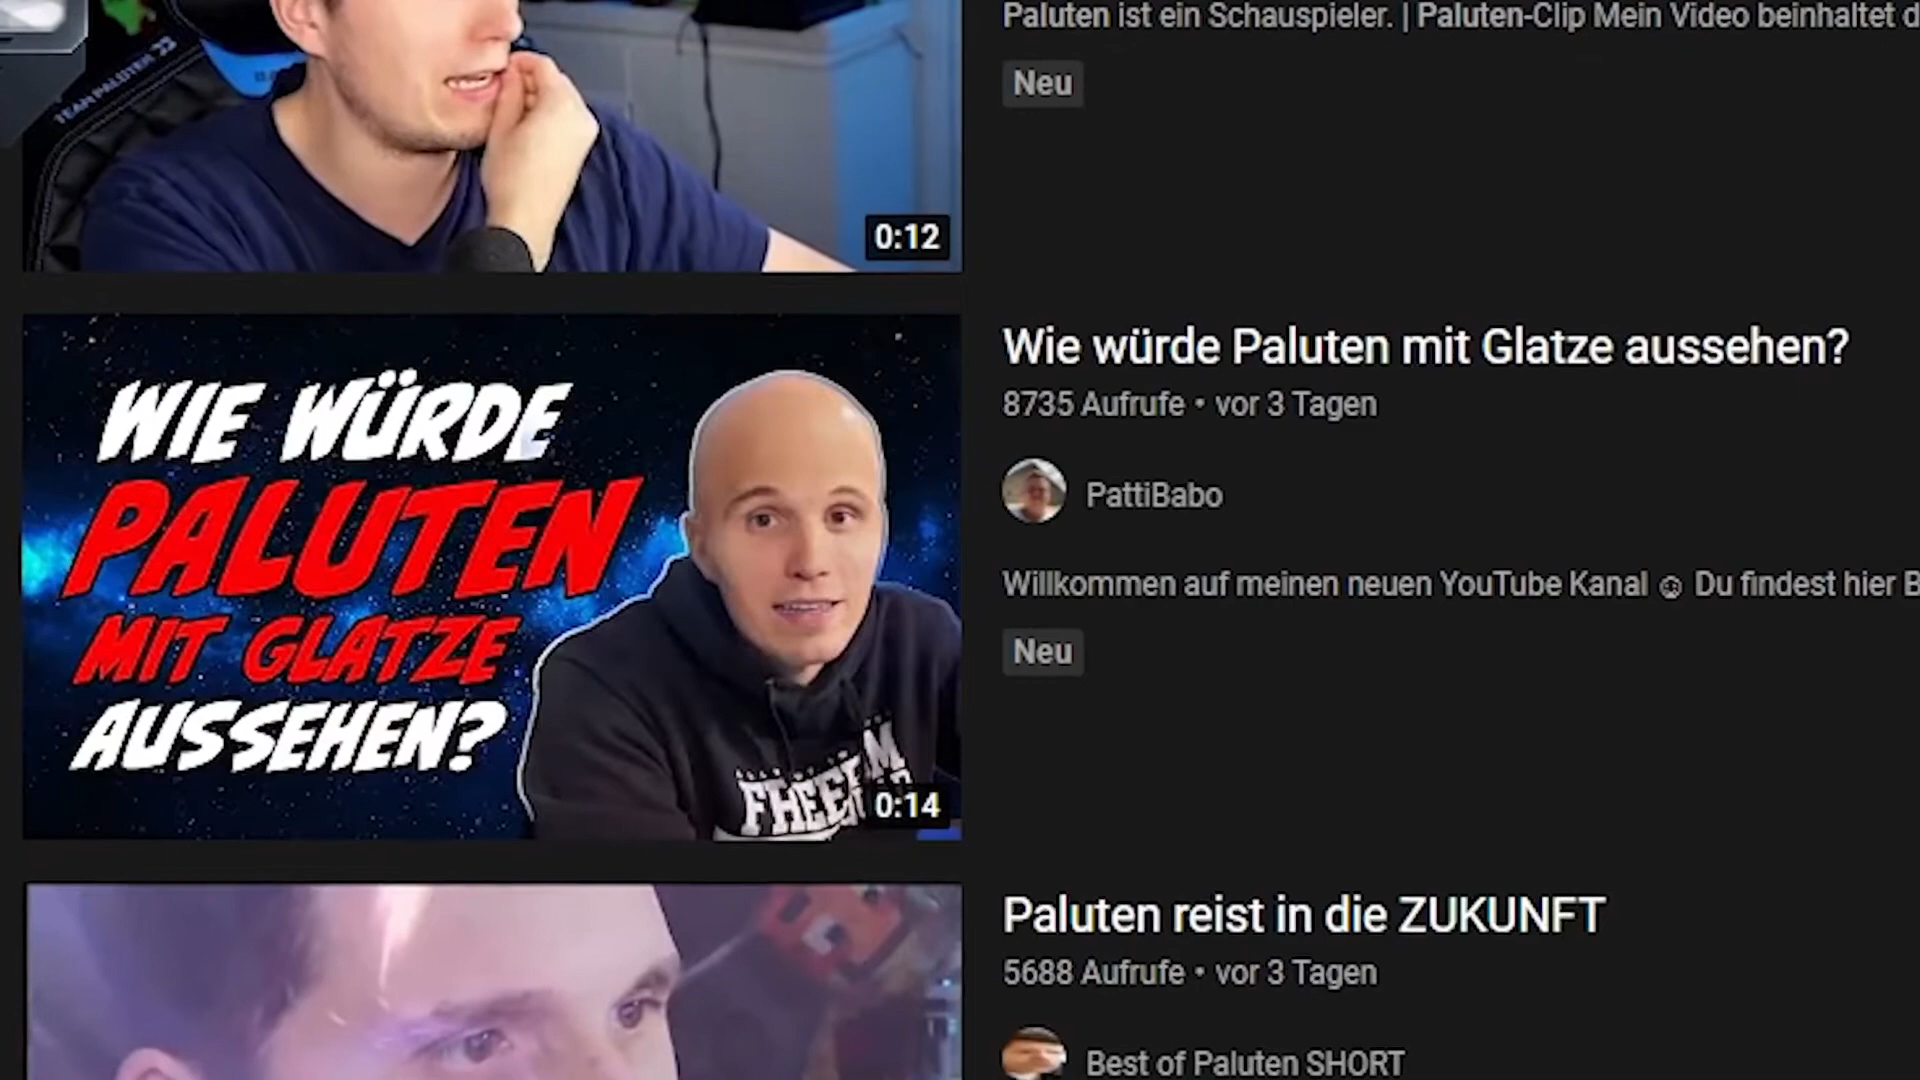 Paluten ist ein Schauspieler. | Paluten-Clip Mein Video beinhaltet d
Neu
TEAM PALUTEN
0:12
WIE WÜRDE
PALUTEN
MIT GLATZE
AUSSEHEN?
0:14
Wie würde Paluten mit Glatze aussehen?
8735 Aufrufe • vor 3 Tagen
PattiBabo
Willkommen auf meinen neuen YouTube Kanal ☺ Du findest hier B
Neu
Paluten reist in die ZUKUNFT
5688 Aufrufe • vor 3 Tagen
Best of Paluten SHORT